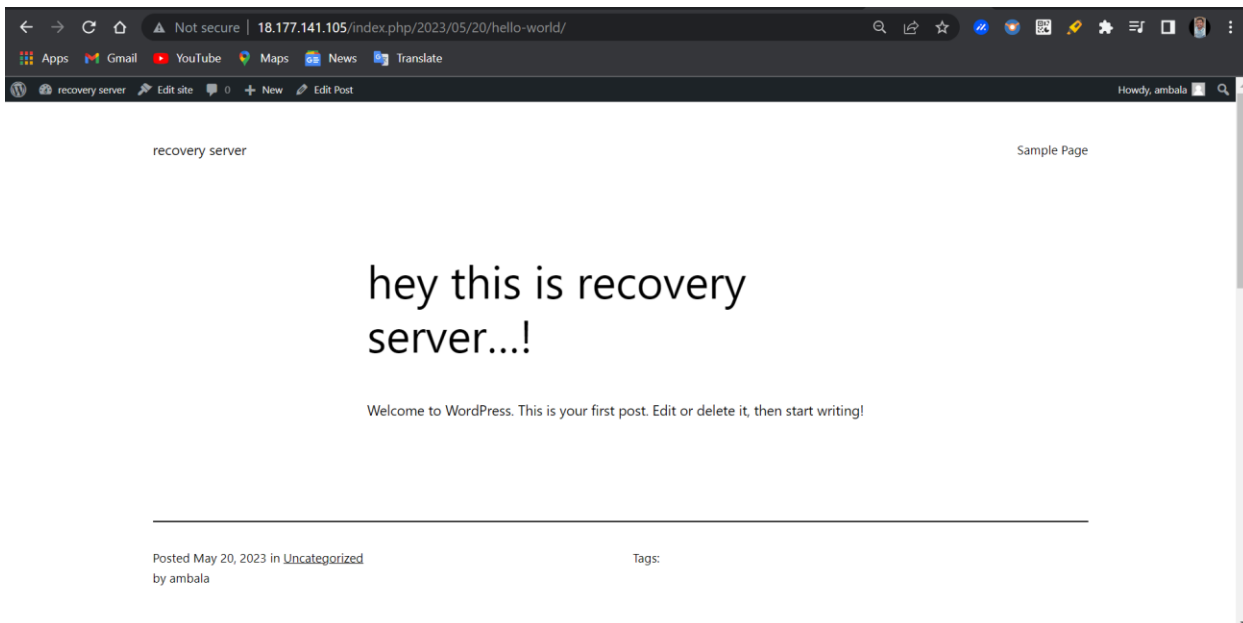 Not secure | 18.177.141.105/index.php/2023/05/20/hello-world/
Apps Gmail YouTube Maps News Translate
recovery server Edit site 0 + New Edit Post Howdy, ambala
recovery server Sample Page
hey this is recovery
server…!
Welcome to WordPress. This is your first post. Edit or delete it, then start writing!
Posted May 20, 2023 in Uncategorized Tags:
by ambala